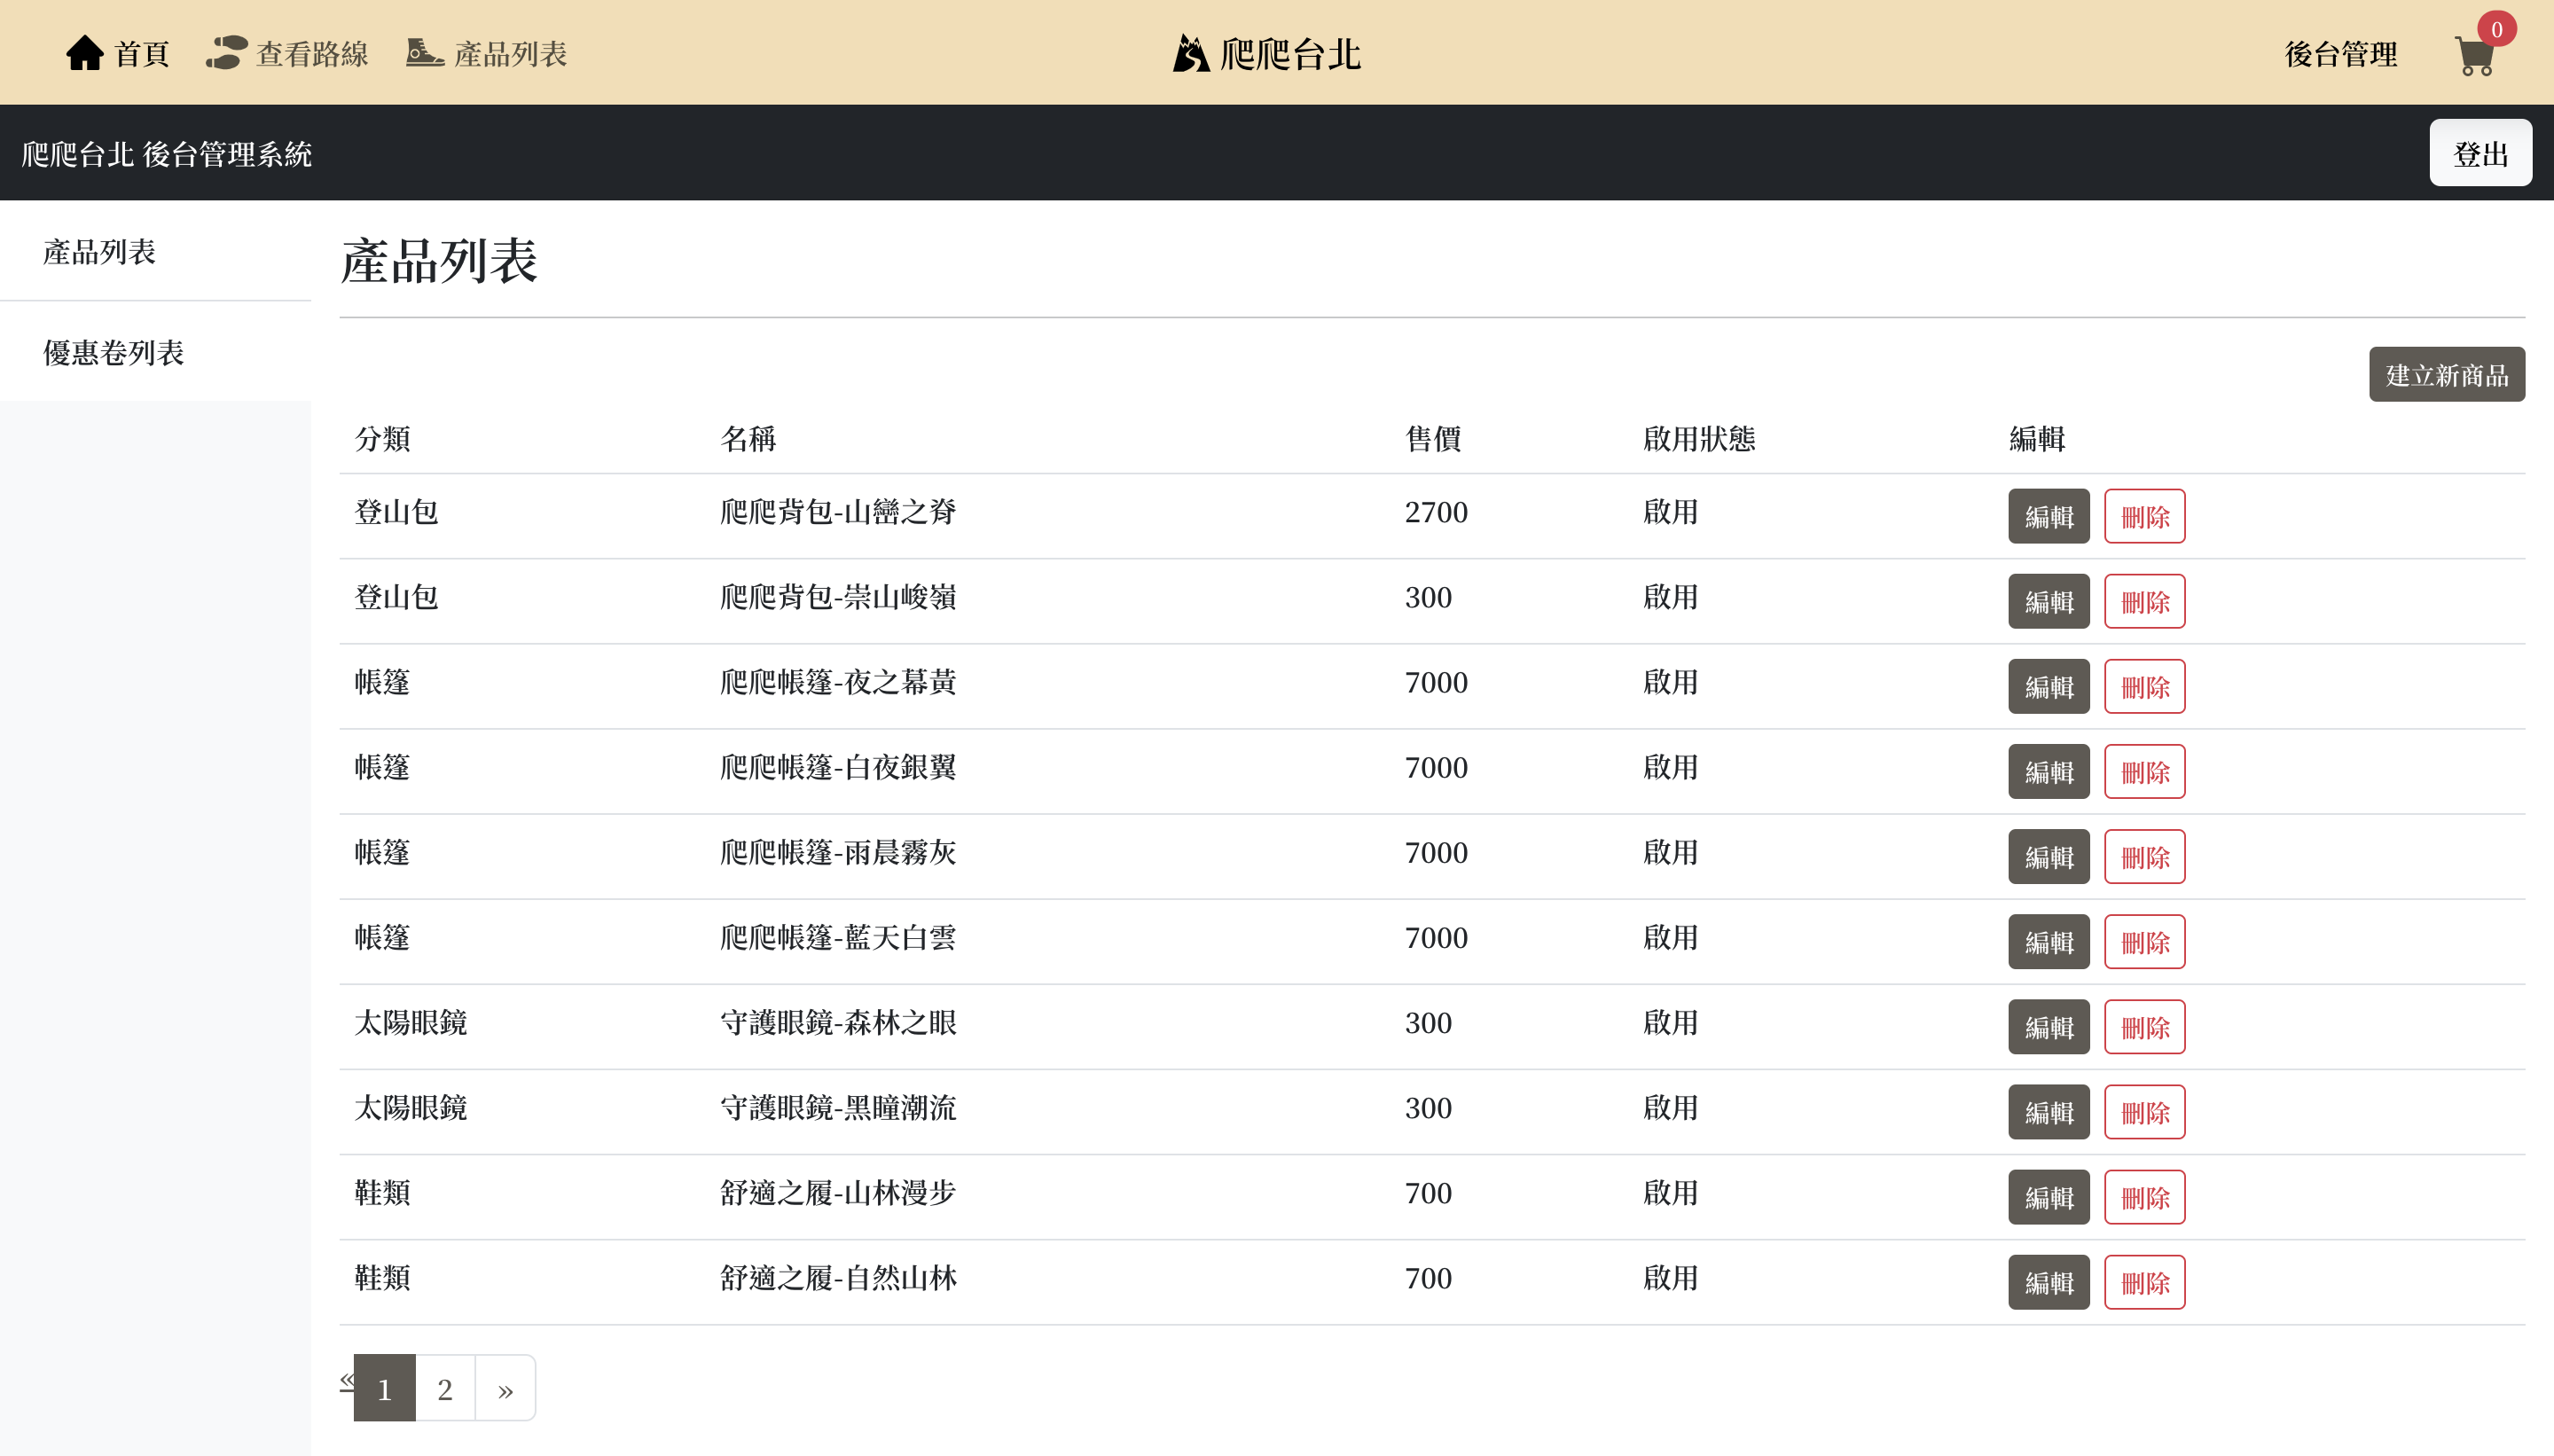 首頁 查看路線 產品列表 爬爬台北 後台管理 0
爬爬台北 後台管理系統 登出
產品列表
優惠卷列表
產品列表
建立新商品
分類 名稱 售價 啟用狀態 編輯
登山包 爬爬背包-山巒之脊 2700 啟用 編輯 刪除
登山包 爬爬背包-崇山峻嶺 300 啟用 編輯 刪除
帳篷 爬爬帳篷-夜之幕黃 7000 啟用 編輯 刪除
帳篷 爬爬帳篷-白夜銀翼 7000 啟用 編輯 刪除
帳篷 爬爬帳篷-雨晨霧灰 7000 啟用 編輯 刪除
帳篷 爬爬帳篷-藍天白雲 7000 啟用 編輯 刪除
太陽眼鏡 守護眼鏡-森林之眼 300 啟用 編輯 刪除
太陽眼鏡 守護眼鏡-黑瞳潮流 300 啟用 編輯 刪除
鞋類 舒適之履-山林漫步 700 啟用 編輯 刪除
鞋類 舒適之履-自然山林 700 啟用 編輯 刪除
« 1 2 »